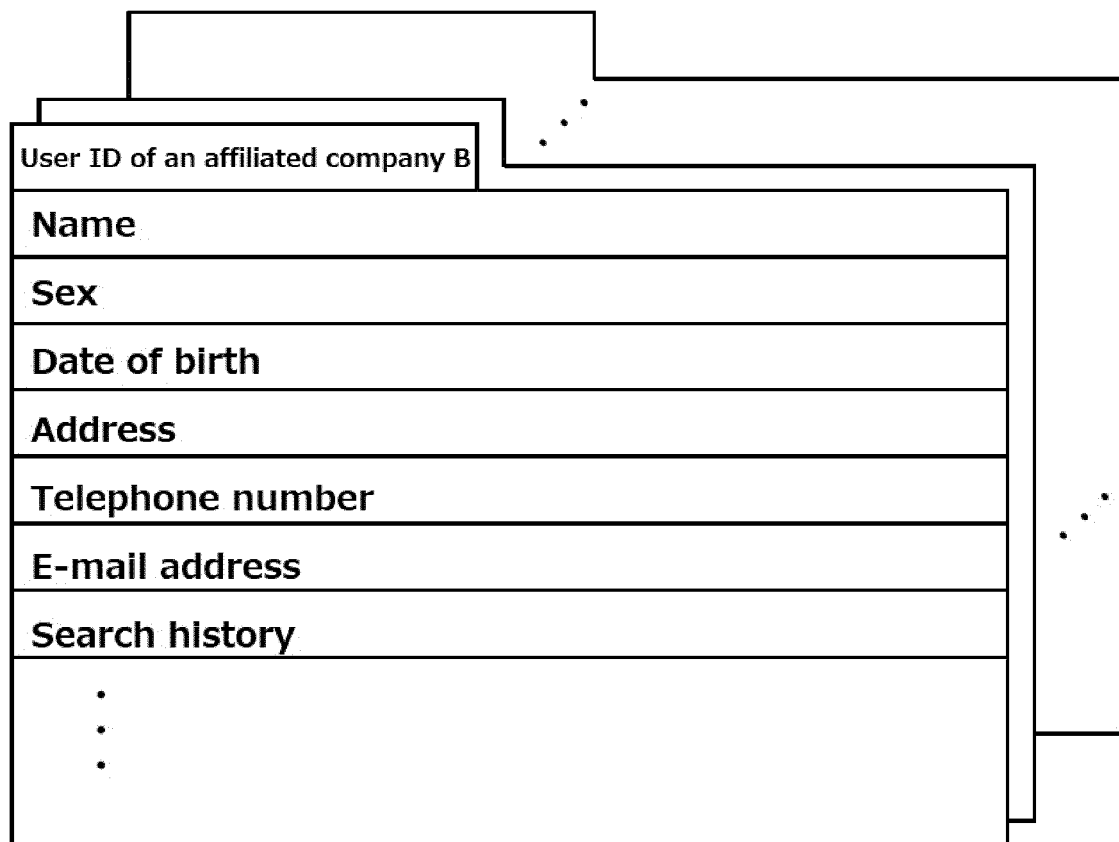 User ID of an affiliated company B
Name
Sex
Date of birth
Address
Telephone number
E-mail address
Search history